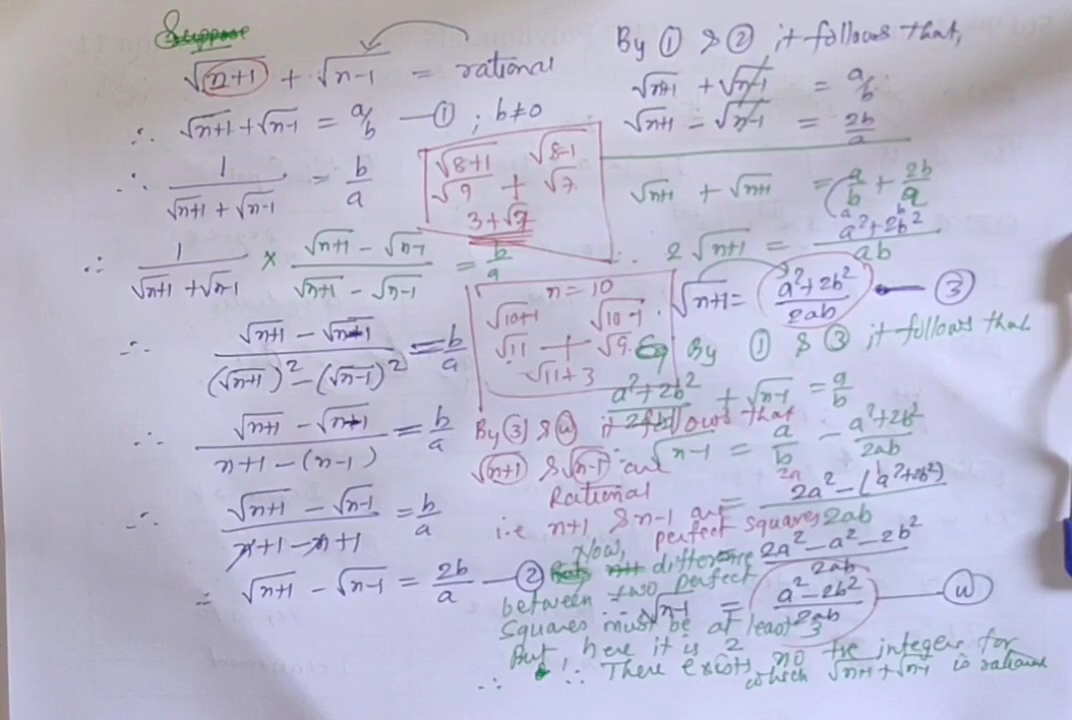 Suppose
√n+1 + √n-1 = rational
∴ √n+1 + √n-1 = a/b —① ; b≠0
∴ 1/(√n+1 + √n-1) = b/a
∴ 1/(√n+1 + √n-1) × (√n+1 - √n-1)/(√n+1 - √n-1) = b/a
∴ (√n+1 - √n-1)/((√n+1)² - (√n-1)²) = b/a
∴ (√n+1 - √n-1)/(n+1-(n-1)) = b/a
∴ (√n+1 - √n-1)/(n+1-n+1) = b/a
= √n+1 - √n-1 = 2b/a —②
√8+1 √8-1
√9 + √7
3+√7
n=10
√10+1 √10-1
√11 + √9
√11+3
By ① & ② it follows that,
√n+1 + √n-1 = a/b
√n+1 - √n-1 = 2b/a
√n+1 + √n+1 = a/b + 2b/a
∴ 2√n+1 = (a²+2b²)/ab
√n+1 = (a²+2b²)/2ab — ③
By ① & ③ it follows that
(a²+2b²)/2ab + √n-1 = a/b
√n-1 = a/b - (a²+2b²)/2ab
= (2a²-(a²+2b²))/2ab
(2a²-a²-2b²)/2ab
√n-1 = (a²-2b²)/2ab — ④
By ③ & ④ it follows that
√n+1 & √n-1 are
Rational
i.e n+1 & n-1 are
perfect squares
Now, difference
between two perfect
squares must be at least 3
But here it is 2
∴ There exists no +ve integer for
which √n+1 + √n-1 is rational